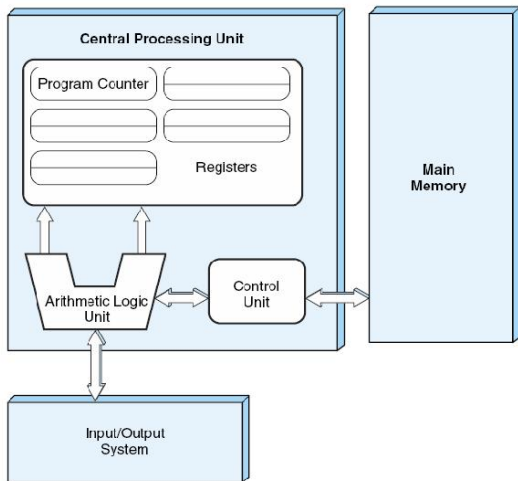 Central Processing Unit
Program Counter
Registers
Main
Memory
Arithmetic Logic
Unit
Control
Unit
Input/Output
System